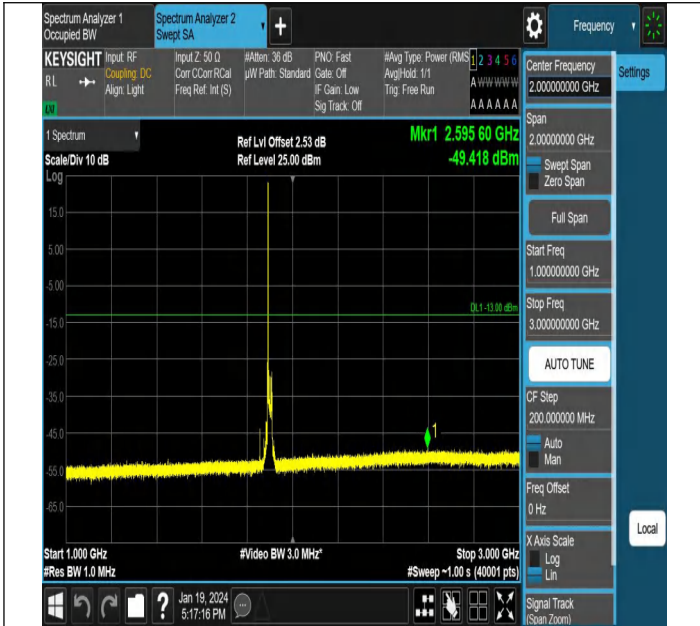 Spectrum Analyzer 1
Occupied BW
Spectrum Analyzer 2
Swept SA
+
Frequency
KEYSIGHT
RL
LXI
Input: RF
Coupling: DC
Align: Light
Input Z: 50 Ω
Corr CCorr RCal
Freq Ref: Int (S)
#Atten: 36 dB
µW Path: Standard
PNO: Fast
Gate: Off
IF Gain: Low
Sig Track: Off
#Avg Type: Power (RMS
Avg|Hold: 1/1
Trig: Free Run
1 2 3 4 5 6
A W W W W W
A A A A A A
Settings
1 Spectrum
Scale/Div 10 dB
Ref Lvl Offset 2.53 dB
Ref Level 25.00 dBm
Mkr1 2.595 60 GHz
-49.418 dBm
Log
15.0
5.00
-5.00
-15.0
-25.0
-35.0
-45.0
-55.0
-65.0
DL1 -13.00 dBm
1
Start 1.000 GHz
#Res BW 1.0 MHz
#Video BW 3.0 MHz*
Stop 3.000 GHz
#Sweep ~1.00 s (40001 pts)
Center Frequency
2.000000000 GHz
Span
2.00000000 GHz
Swept Span
Zero Span
Full Span
Start Freq
1.000000000 GHz
Stop Freq
3.000000000 GHz
AUTO TUNE
CF Step
200.000000 MHz
Auto
Man
Freq Offset
0 Hz
X Axis Scale
Log
Lin
Signal Track
(Span Zoom)
Local
?
Jan 19, 2024
5:17:16 PM